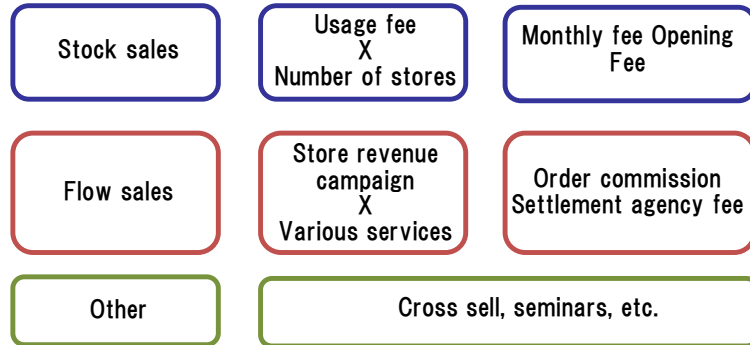 Stock sales
Usage fee
X
Number of stores
Monthly fee Opening
Fee
Flow sales
Store revenue
campaign
X
Various services
Order commission
Settlement agency fee
Other
Cross sell, seminars, etc.